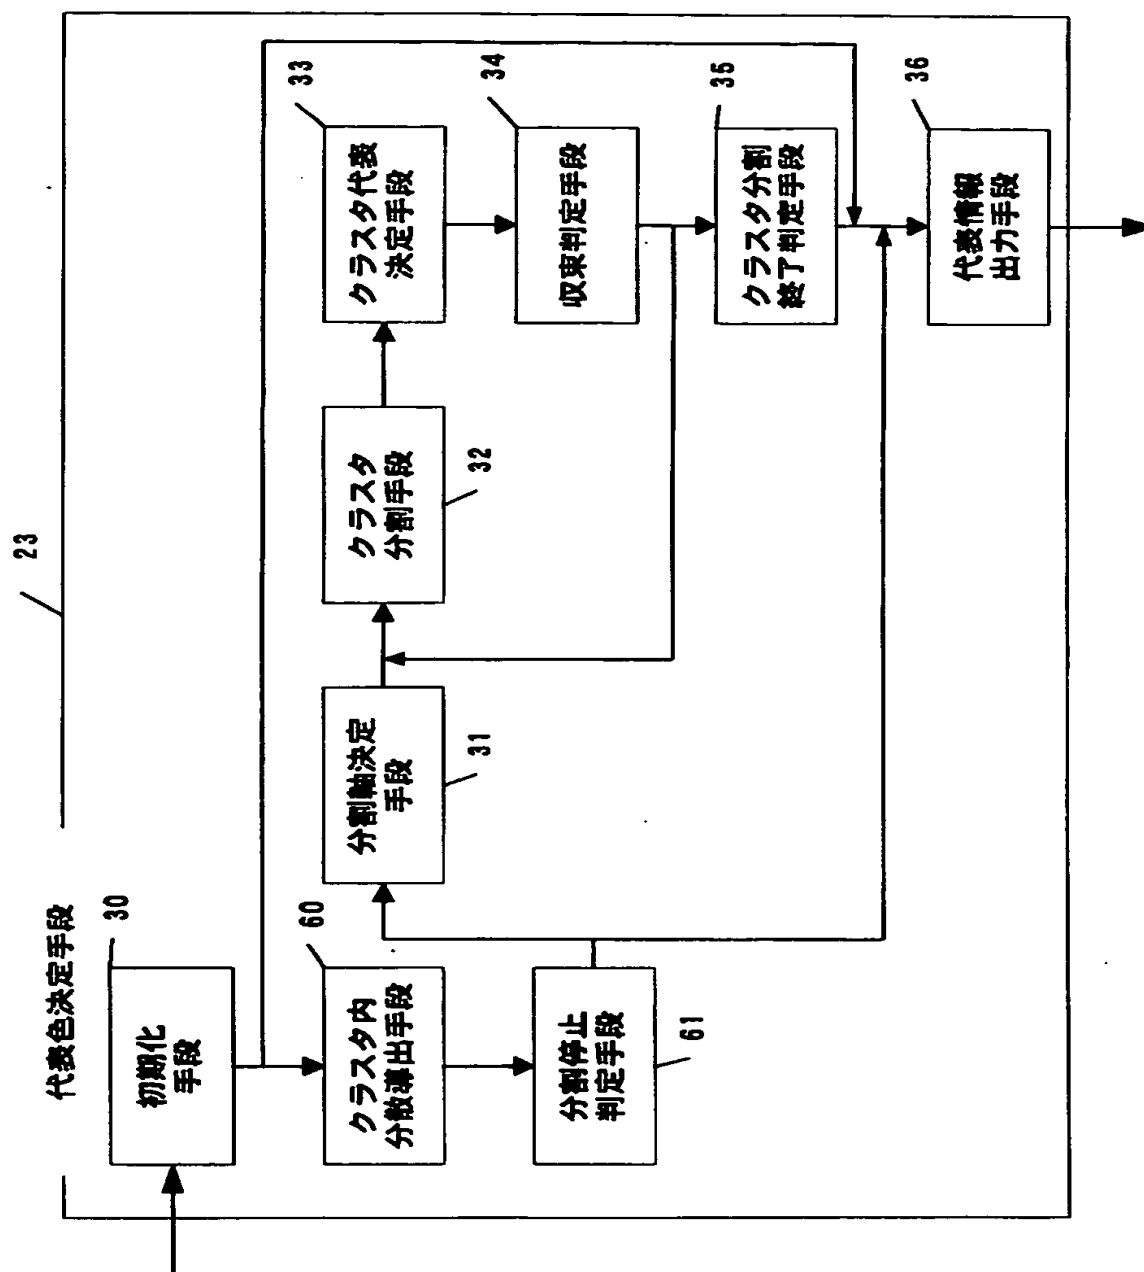 23
代表色決定手段
30
初期化
手段
60
クラスタ内
分散導出手段
分割停止
判定手段
61
分割軸決定
手段
31
クラスタ
分割手段
32
33
クラスタ代表
決定手段
34
収束判定手段
35
クラスタ分割
終了判定手段
36
代表情報
出力手段